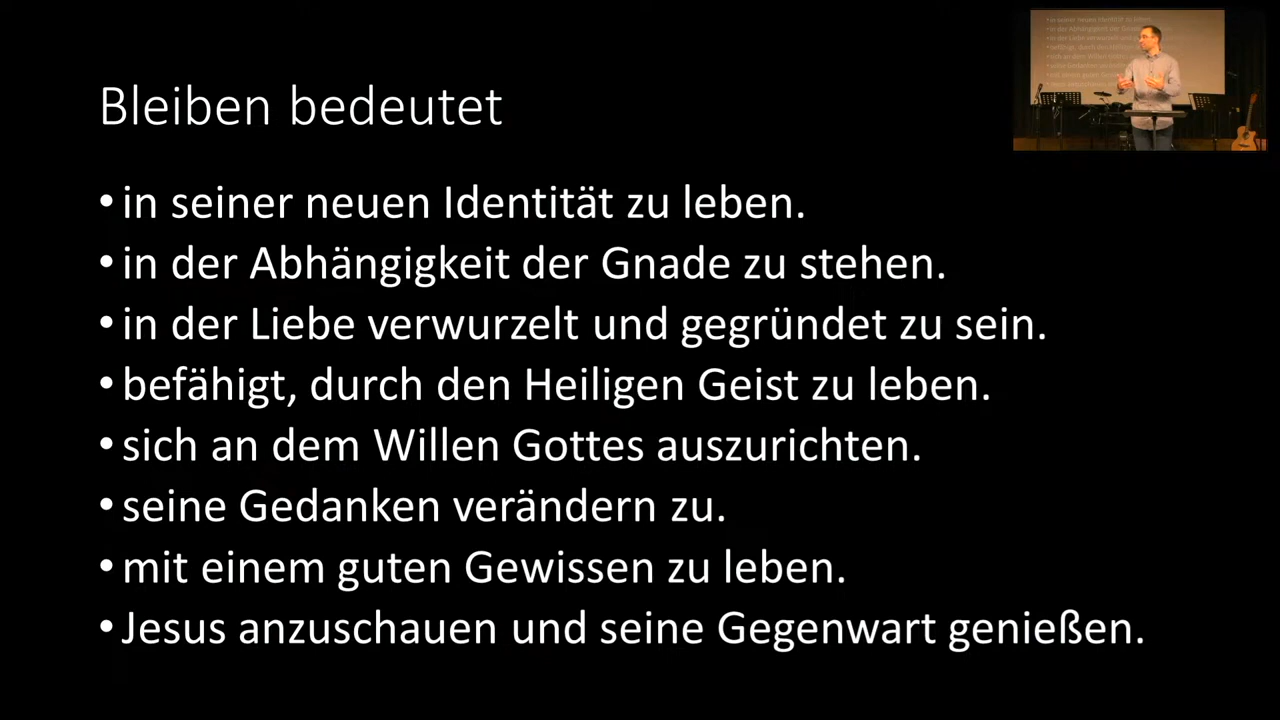 Bleiben bedeutet
• in seiner neuen Identität zu leben.
• in der Abhängigkeit der Gnade zu stehen.
• in der Liebe verwurzelt und gegründet zu sein.
• befähigt, durch den Heiligen Geist zu leben.
• sich an dem Willen Gottes auszurichten.
• seine Gedanken verändern zu.
• mit einem guten Gewissen zu leben.
• Jesus anzuschauen und seine Gegenwart genießen.